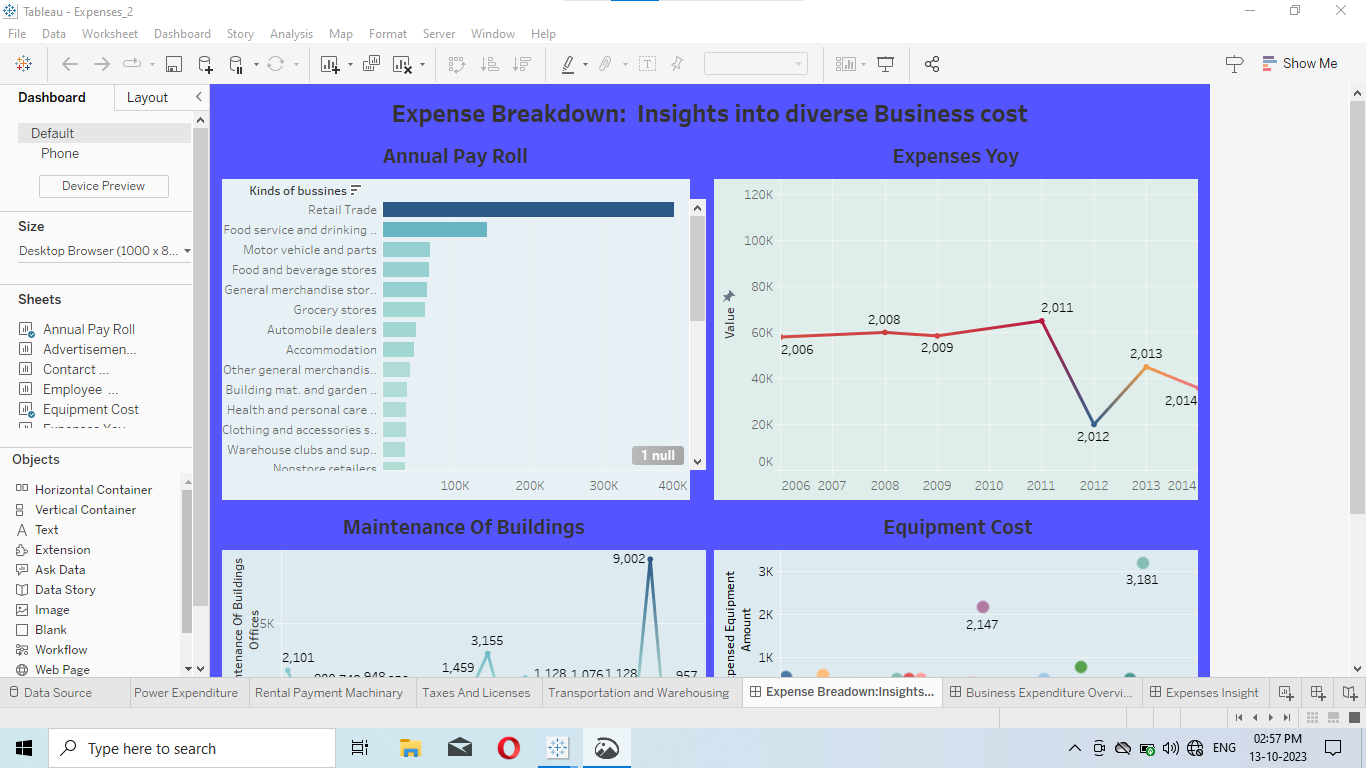 Tableau - Expenses_2
File Data Worksheet Dashboard Story Analysis Map Format Server Window Help
Show Me
Dashboard Layout
Default
Phone
Device Preview
Size
Desktop Browser (1000 x 8...
Sheets
Annual Pay Roll
Advertisemen...
Contarct ...
Employee ...
Equipment Cost
Expenses Yoy
Objects
Horizontal Container
Vertical Container
Text
Extension
Ask Data
Data Story
Image
Blank
Workflow
Web Page
Expense Breakdown: Insights into diverse Business cost
Annual Pay Roll
Kinds of bussines
Retail Trade
Food service and drinking ..
Motor vehicle and parts
Food and beverage stores
General merchandise stor..
Grocery stores
Automobile dealers
Accommodation
Other general merchandis..
Building mat. and garden ..
Health and personal care ..
Clothing and accessories s..
Warehouse clubs and sup..
Nonstore retailers
1 null
100K 200K 300K 400K
Expenses Yoy
Value
120K
100K
80K
60K
40K
20K
0K
2,006
2,008
2,009
2,011
2,012
2,013
2,014
2006 2007 2008 2009 2010 2011 2012 2013 2014
Maintenance Of Buildings
ntenance Of Buildings
Offices
5K
9,002
3,155
2,101
1,459
948
1,128 1,076 1,128
957
Equipment Cost
pensed Equipment
Amount
3K
2K
1K
3,181
2,147
Data Source Power Expenditure Rental Payment Machinary Taxes And Licenses Transportation and Warehousing Expense Breadown:Insights... Business Expenditure Overvi... Expenses Insight
Type here to search
ENG
02:57 PM
13-10-2023